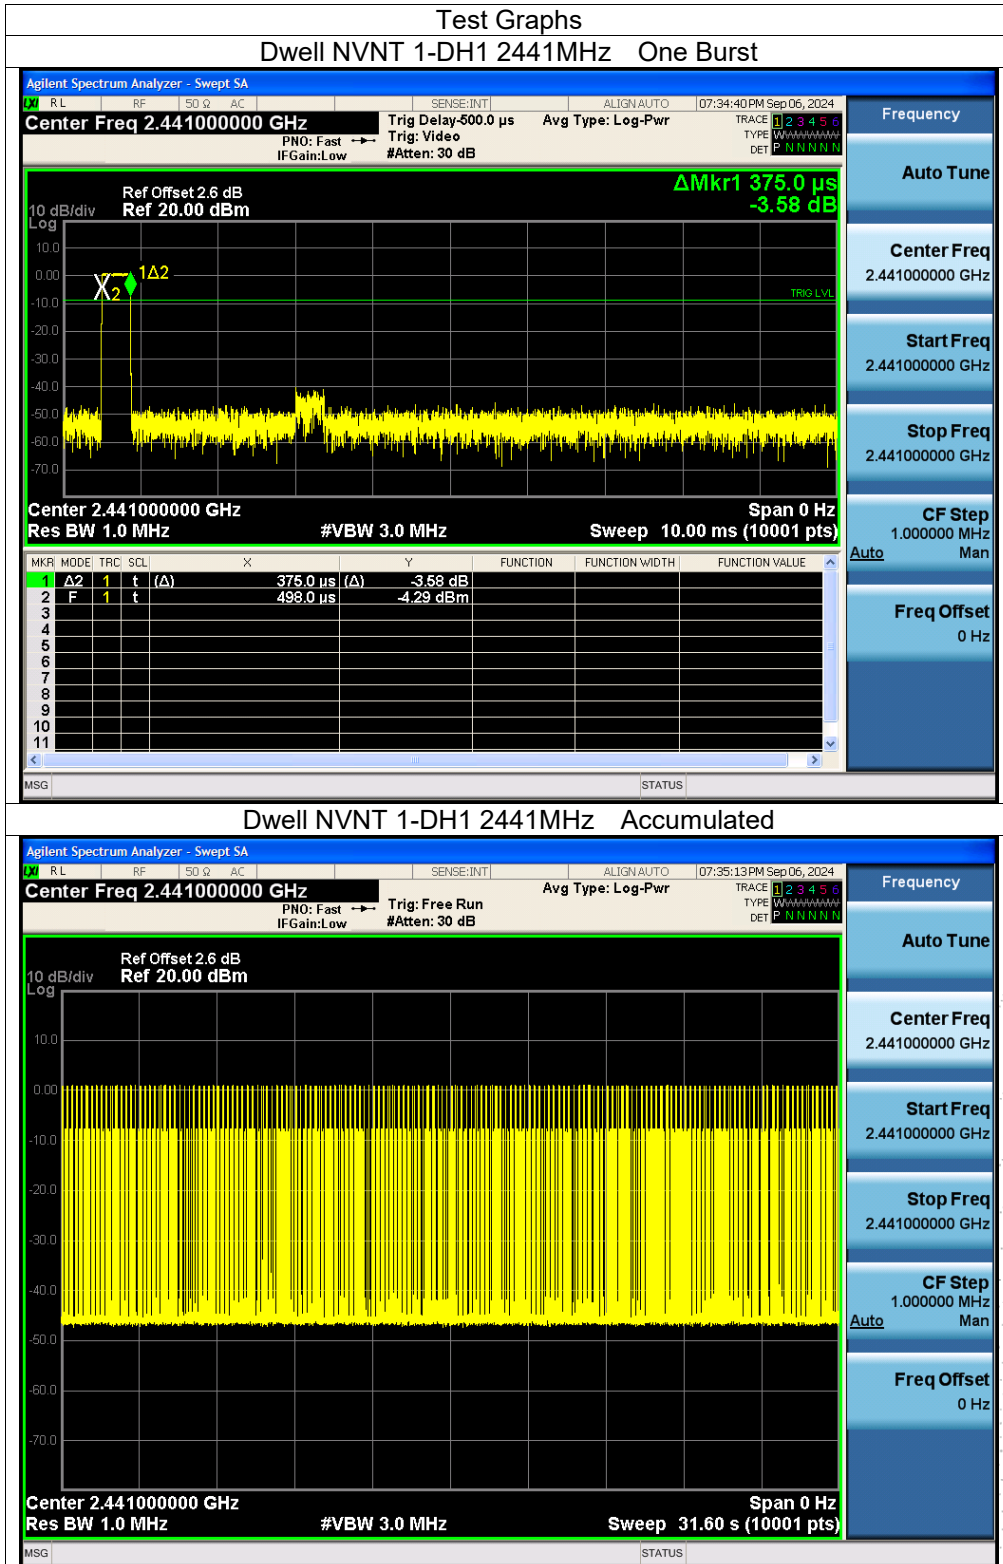 Test Graphs
Dwell NVNT 1-DH1 2441MHz One Burst
Agilent Spectrum Analyzer - Swept SA
LXI RL RF 50 Ω AC SENSE:INT ALIGN AUTO 07:34:40 PM Sep 06, 2024
Center Freq 2.441000000 GHz
PNO: Fast
IFGain:Low
Trig Delay-500.0 µs
Trig: Video
#Atten: 30 dB
Avg Type: Log-Pwr
TRACE 1 2 3 4 5 6
TYPE
DET P N N N N N
Frequency
Auto Tune
Center Freq
2.441000000 GHz
Start Freq
2.441000000 GHz
Stop Freq
2.441000000 GHz
CF Step
1.000000 MHz
Auto Man
Freq Offset
0 Hz
ΔMkr1 375.0 µs
-3.58 dB
Ref Offset 2.6 dB
10 dB/div Ref 20.00 dBm
Log
10.0
0.00
-10.0
-20.0
-30.0
-40.0
-50.0
-60.0
-70.0
1Δ2
2
TRIG LVL
Center 2.441000000 GHz Span 0 Hz
Res BW 1.0 MHz #VBW 3.0 MHz Sweep 10.00 ms (10001 pts)
MKR MODE TRC SCL X Y FUNCTION FUNCTION WIDTH FUNCTION VALUE
1 Δ2 1 t (Δ) 375.0 µs (Δ) -3.58 dB
2 F 1 t 498.0 µs -4.29 dBm
3
4
5
6
7
8
9
10
11
MSG STATUS
Dwell NVNT 1-DH1 2441MHz Accumulated
Agilent Spectrum Analyzer - Swept SA
LXI RL RF 50 Ω AC SENSE:INT ALIGN AUTO 07:35:13 PM Sep 06, 2024
Center Freq 2.441000000 GHz
PNO: Fast
IFGain:Low
Trig: Free Run
#Atten: 30 dB
Avg Type: Log-Pwr
TRACE 1 2 3 4 5 6
TYPE
DET P N N N N N
Frequency
Auto Tune
Center Freq
2.441000000 GHz
Start Freq
2.441000000 GHz
Stop Freq
2.441000000 GHz
CF Step
1.000000 MHz
Auto Man
Freq Offset
0 Hz
Ref Offset 2.6 dB
10 dB/div Ref 20.00 dBm
Log
10.0
0.00
-10.0
-20.0
-30.0
-40.0
-50.0
-60.0
-70.0
Center 2.441000000 GHz Span 0 Hz
Res BW 1.0 MHz #VBW 3.0 MHz Sweep 31.60 s (10001 pts)
MSG STATUS